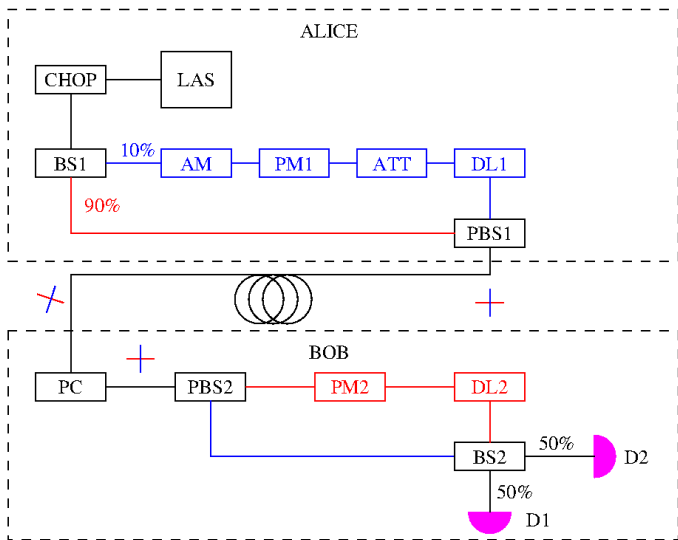 ALICE
CHOP LAS
BS1 10% AM PM1 ATT DL1
90%
PBS1
BOB
PC PBS2 PM2 DL2
BS2 50% D2
50%
D1